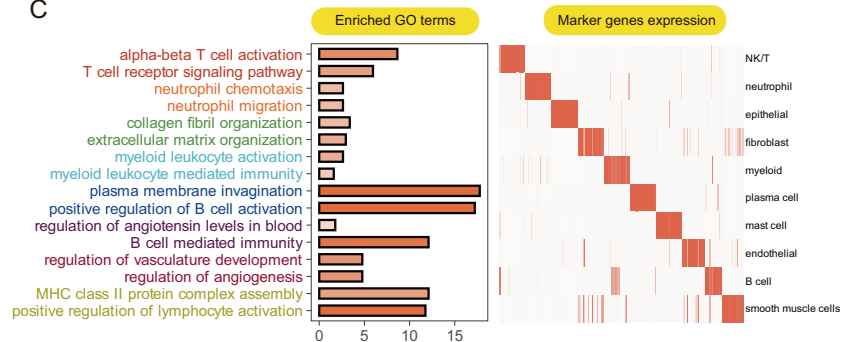 C
Enriched GO terms
Marker genes expression
alpha-beta T cell activation
T cell receptor signaling pathway
neutrophil chemotaxis
neutrophil migration
collagen fibril organization
extracellular matrix organization
myeloid leukocyte activation
myeloid leukocyte mediated immunity
plasma membrane invagination
positive regulation of B cell activation
regulation of angiotensin levels in blood
B cell mediated immunity
regulation of vasculature development
regulation of angiogenesis
MHC class II protein complex assembly
positive regulation of lymphocyte activation
0 5 10 15
NK/T
neutrophil
epithelial
fibroblast
myeloid
plasma cell
mast cell
endothelial
B cell
smooth muscle cells